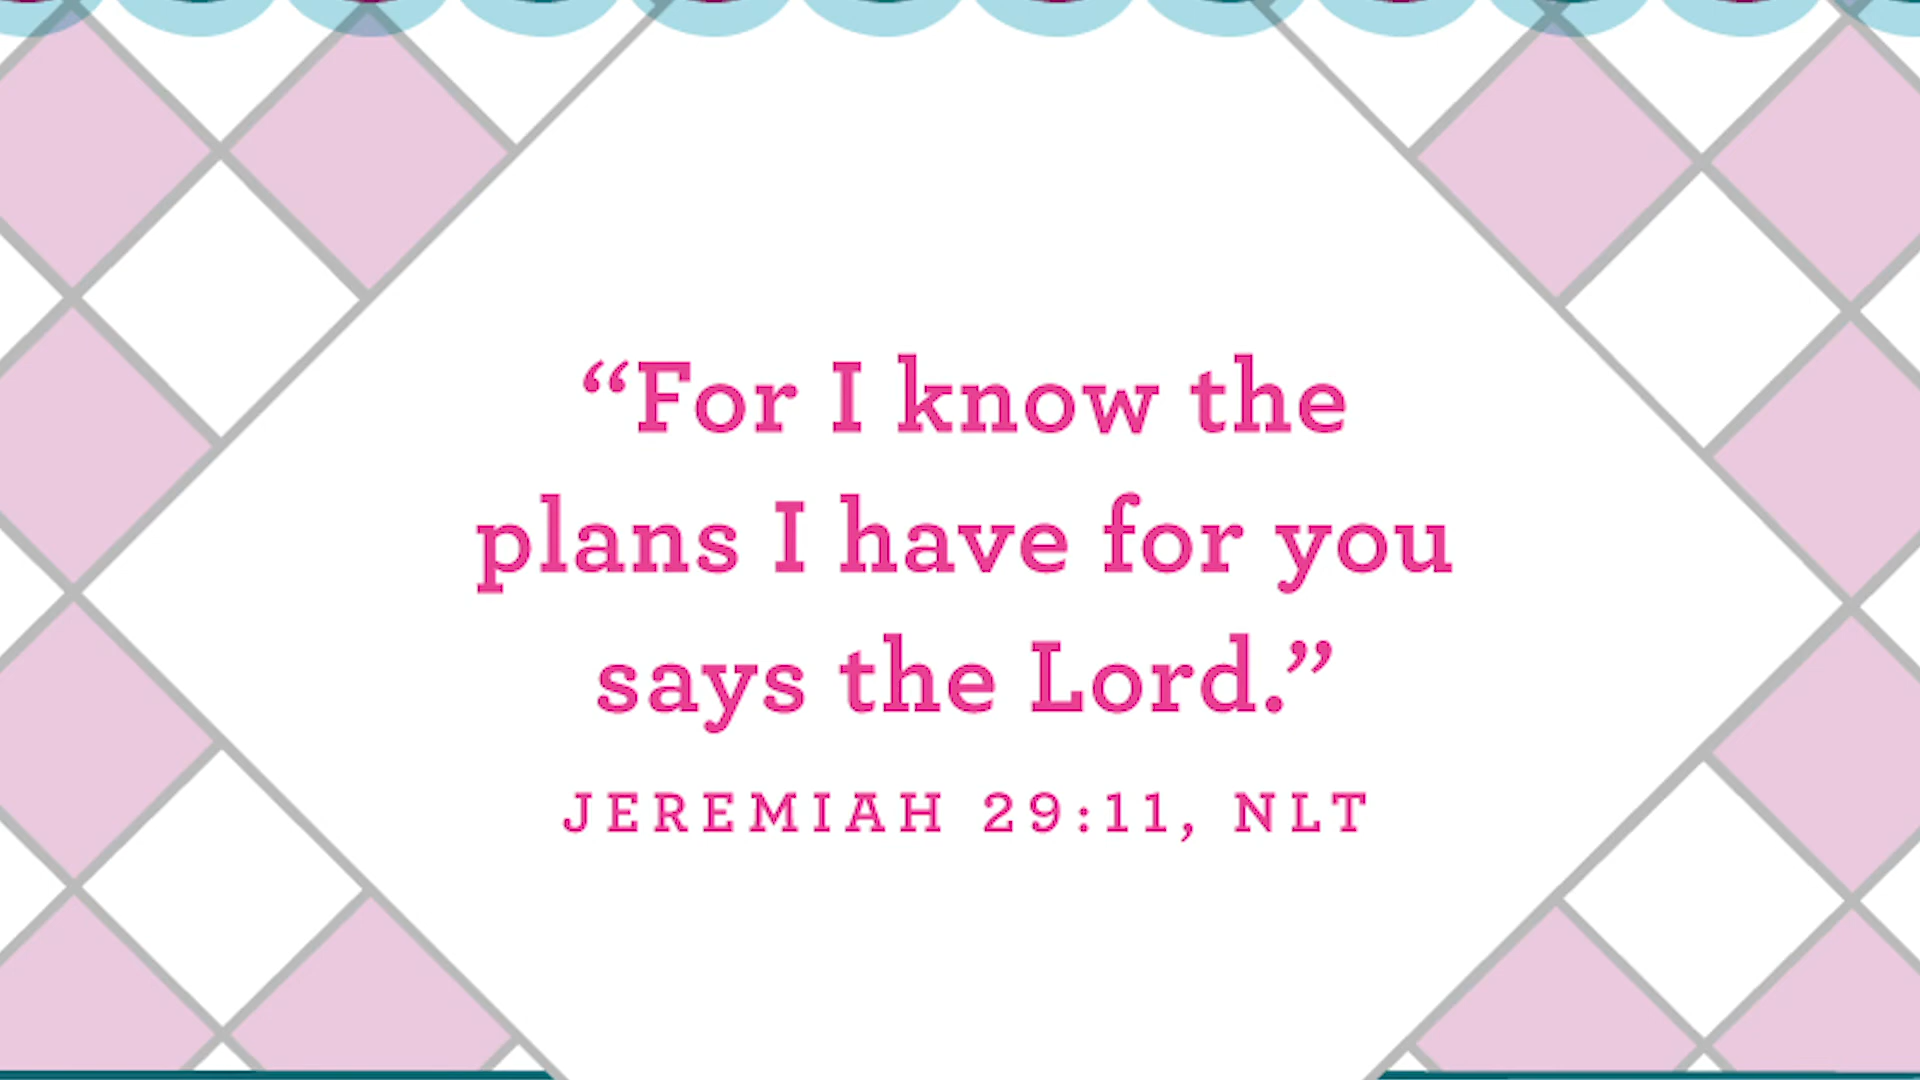 “For I know the
plans I have for you
says the Lord.”
JEREMIAH 29:11, NLT